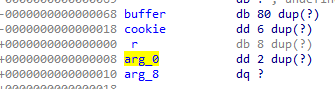 -0000000000000068 buffer db 80 dup(?)
-0000000000000018 cookie dd 6 dup(?)
+0000000000000000 r db 8 dup(?)
+0000000000000008 arg_0 dd 2 dup(?)
+0000000000000010 arg_8 dq ?
+0000000000000018